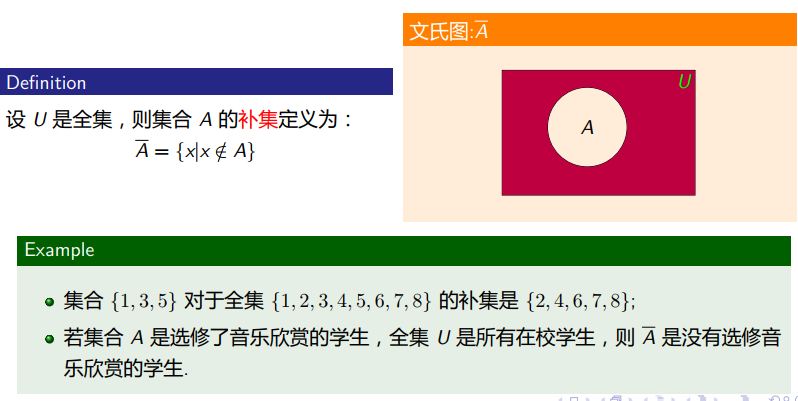 Definition
设 U 是全集，则集合 A 的补集定义为：
A̅ = {x|x ∉ A}
文氏图:A̅
U
A
Example
集合 {1, 3, 5} 对于全集 {1, 2, 3, 4, 5, 6, 7, 8} 的补集是 {2, 4, 6, 7, 8};
若集合 A 是选修了音乐欣赏的学生，全集 U 是所有在校学生，则 A̅ 是没有选修音
乐欣赏的学生.